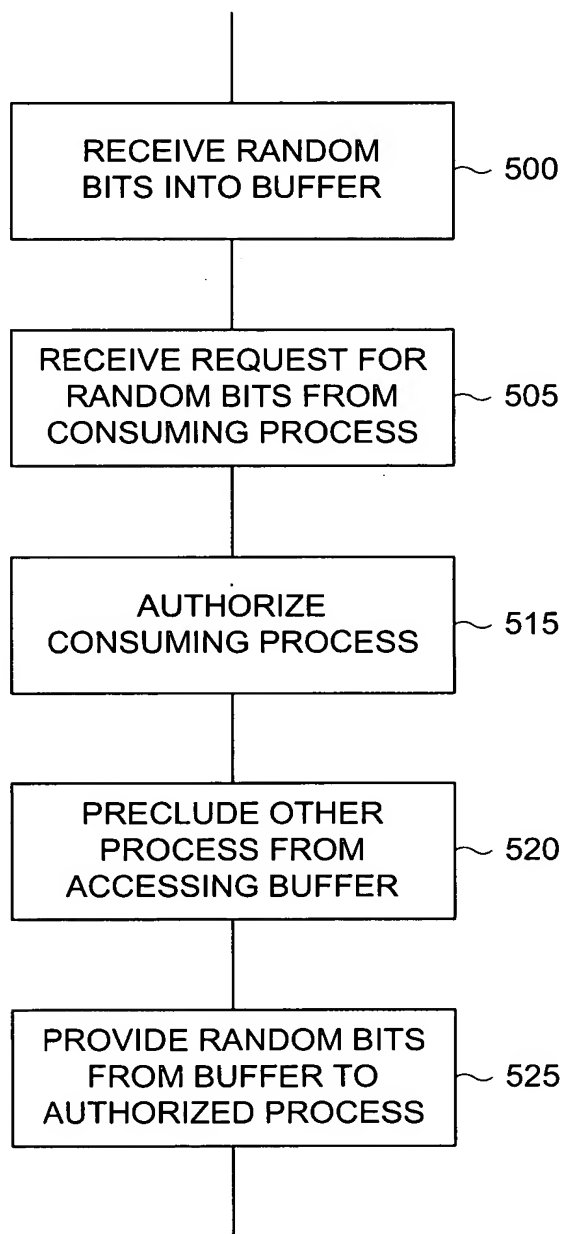 RECEIVE RANDOM
BITS INTO BUFFER
500
RECEIVE REQUEST FOR
RANDOM BITS FROM
CONSUMING PROCESS
505
AUTHORIZE
CONSUMING PROCESS
515
PRECLUDE OTHER
PROCESS FROM
ACCESSING BUFFER
520
PROVIDE RANDOM BITS
FROM BUFFER TO
AUTHORIZED PROCESS
525